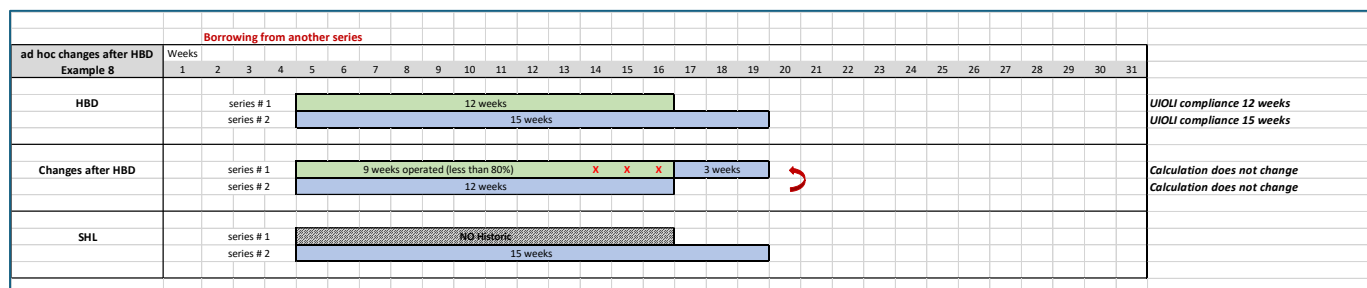 Borrowing from another series
ad hoc changes after HBD Weeks
Example 8 1 2 3 4 5 6 7 8 9 10 11 12 13 14 15 16 17 18 19 20 21 22 23 24 25 26 27 28 29 30 31
HBD series # 1 12 weeks UIOLI compliance 12 weeks
series # 2 15 weeks UIOLI compliance 15 weeks
Changes after HBD series # 1 9 weeks operated (less than 80%) X X X 3 weeks Calculation does not change
series # 2 12 weeks Calculation does not change
SHL series # 1 NO Historic
series # 2 15 weeks